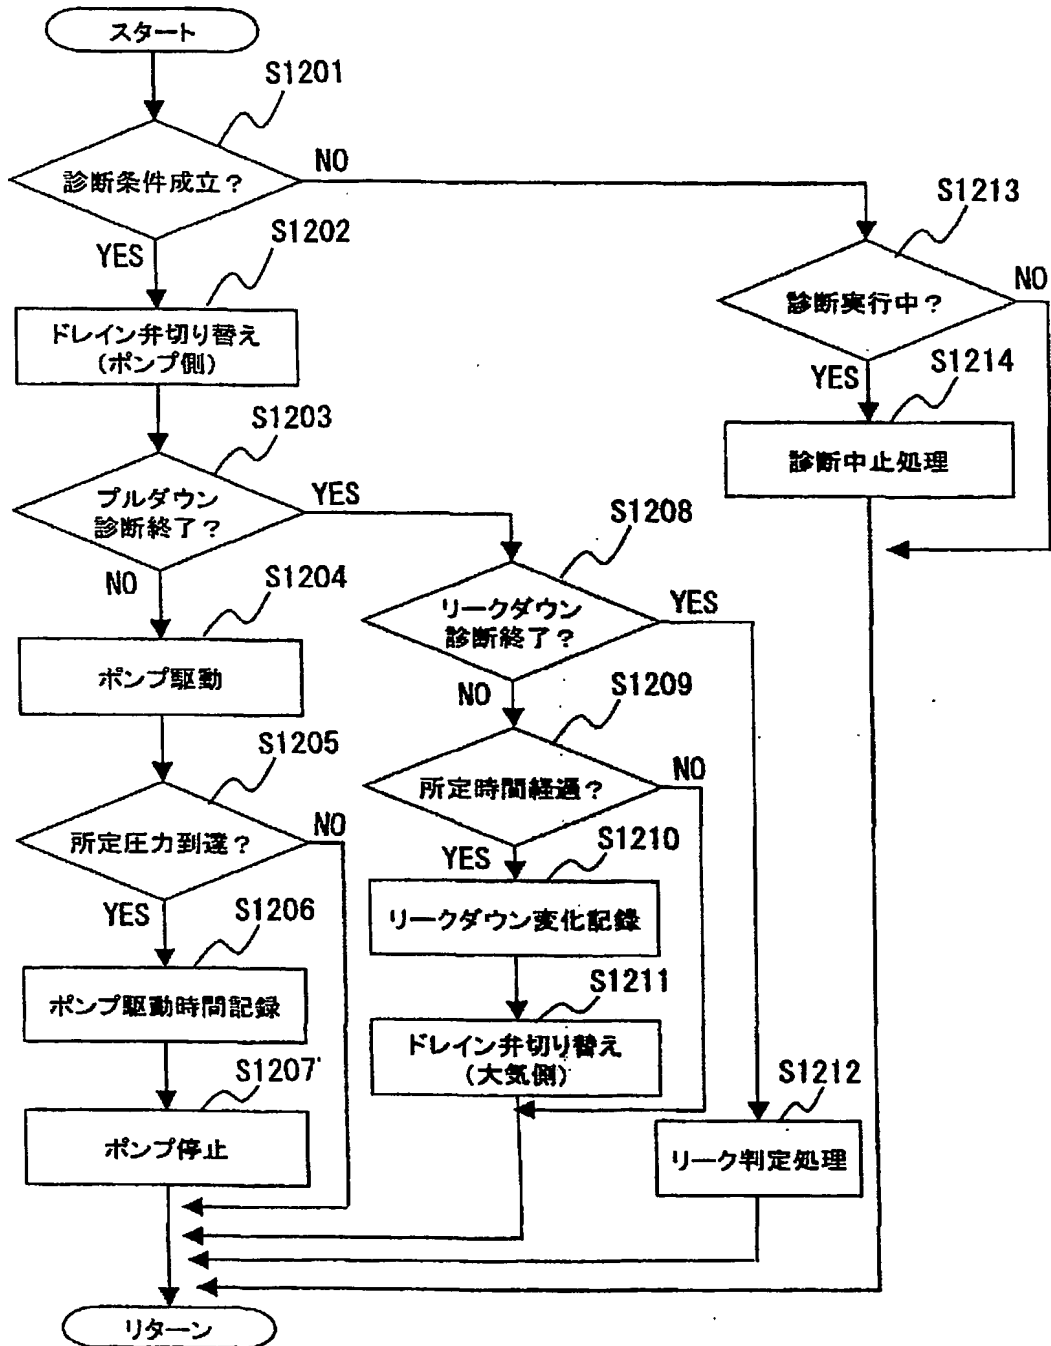 スタート
S1201
診断条件成立?
NO
YES
S1202
ドレイン弁切り替え
(ポンプ側)
S1203
プルダウン
診断終了?
YES
NO
S1204
ポンプ駆動
S1205
所定圧力到達?
NO
YES
S1206
ポンプ駆動時間記録
S1207
ポンプ停止
S1208
リークダウン
診断終了?
YES
NO
S1209
所定時間経過?
NO
YES
S1210
リークダウン変化記録
S1211
ドレイン弁切り替え
(大気側)
S1212
リーク判定処理
S1213
診断実行中?
NO
YES
S1214
診断中止処理
リターン